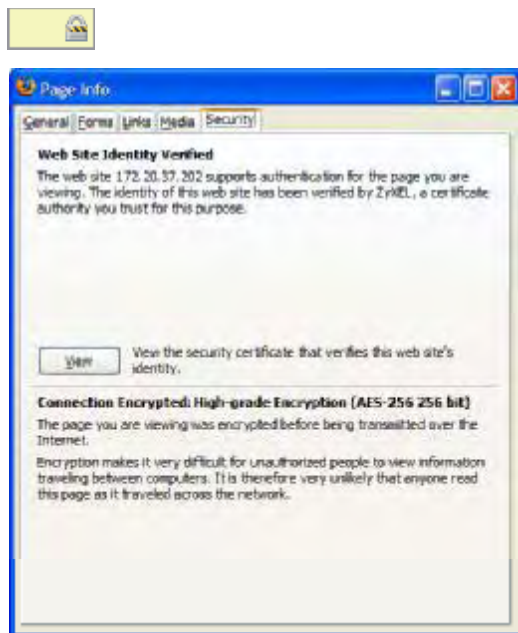 Page Info
General Forms Links Media Security
Web Site Identity Verified
The web site 172.20.37.202 supports authentication for the page you are
viewing. The identity of this web site has been verified by ZyXEL, a certificate
authority you trust for this purpose.
View
View the security certificate that verifies this web site's
identity.
Connection Encrypted: High-grade Encryption (AES-256 256 bit)
The page you are viewing was encrypted before being transmitted over the
Internet.
Encryption makes it very difficult for unauthorized people to view information
traveling between computers. It is therefore very unlikely that anyone read
this page as it traveled across the network.